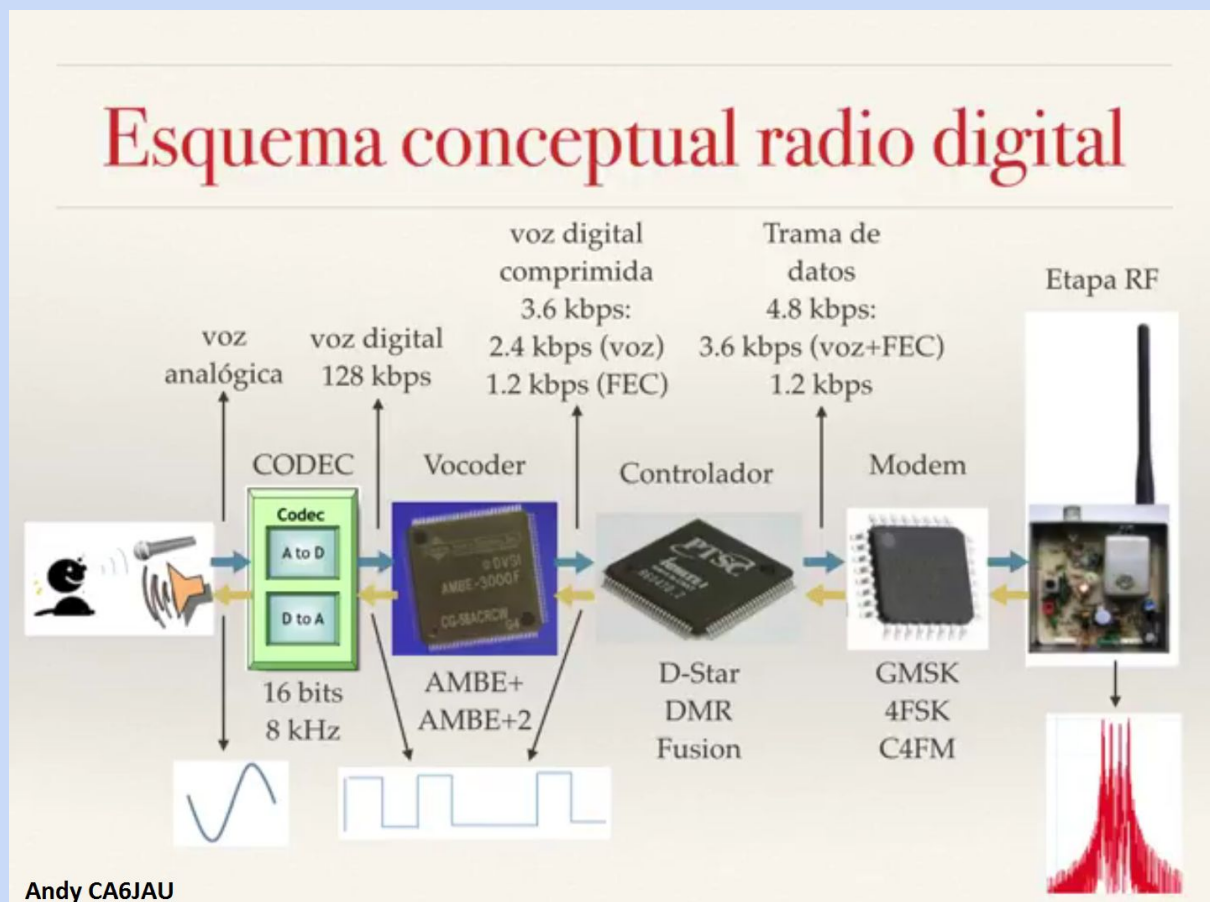 Esquema conceptual radio digital
voz
analógica
voz digital
128 kbps
voz digital
comprimida
3.6 kbps:
2.4 kbps (voz)
1.2 kbps (FEC)
Trama de
datos
4.8 kbps:
3.6 kbps (voz+FEC)
1.2 kbps
Etapa RF
CODEC
Vocoder
Controlador
Modem
Codec
A to D
D to A
DVSI
AMBE-3000F
PTSC
16 bits
8 kHz
AMBE+
AMBE+2
D-Star
DMR
Fusion
GMSK
4FSK
C4FM
Andy CA6JAU